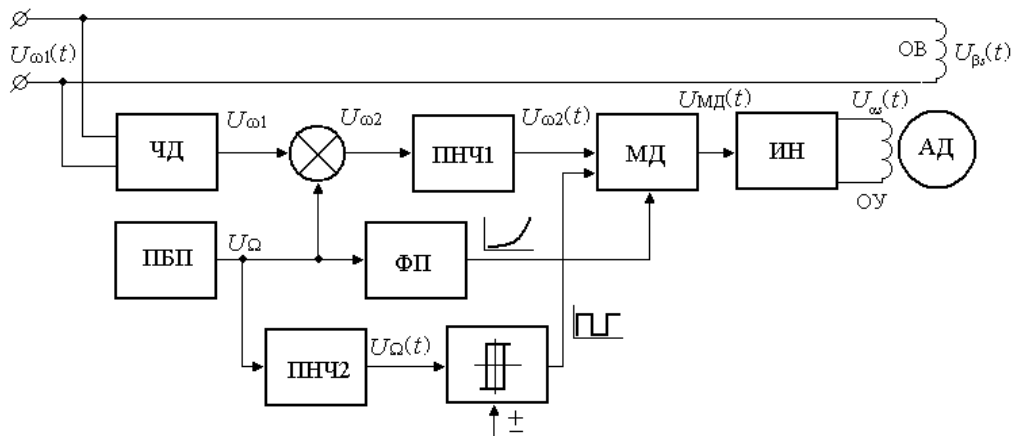 Uω1(t)
ОВ
Uβs(t)
ЧД
Uω1
Uω2
ПНЧ1
Uω2(t)
МД
UМД(t)
ИН
Uαs(t)
АД
ОУ
ПБП
UΩ
ФП
ПНЧ2
UΩ(t)
±